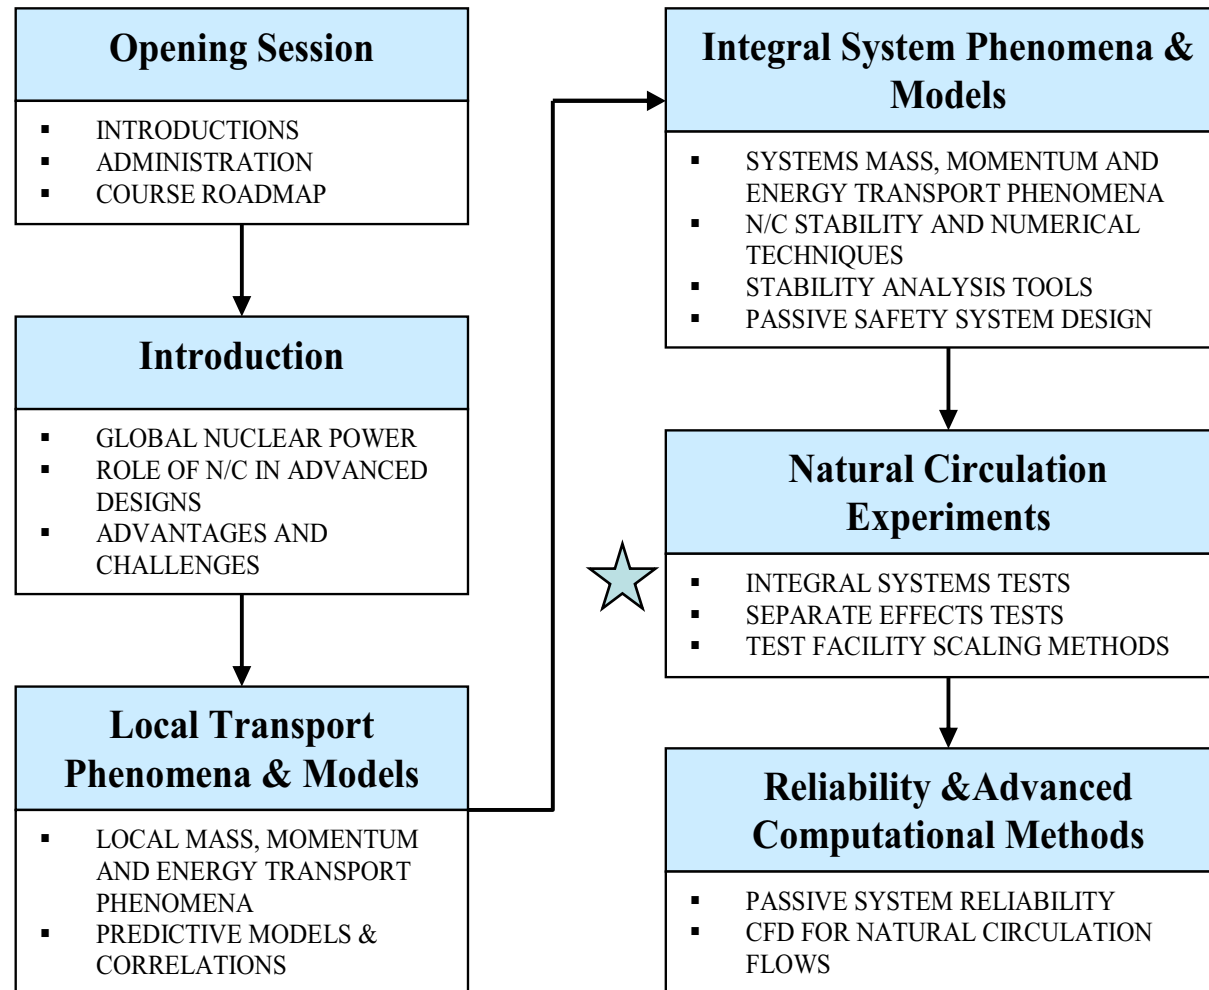 Opening Session
▪ INTRODUCTIONS
▪ ADMINISTRATION
▪ COURSE ROADMAP
Introduction
▪ GLOBAL NUCLEAR POWER
▪ ROLE OF N/C IN ADVANCED
DESIGNS
▪ ADVANTAGES AND
CHALLENGES
Local Transport
Phenomena & Models
▪ LOCAL MASS, MOMENTUM
AND ENERGY TRANSPORT
PHENOMENA
▪ PREDICTIVE MODELS &
CORRELATIONS
Integral System Phenomena &
Models
▪ SYSTEMS MASS, MOMENTUM AND
ENERGY TRANSPORT PHENOMENA
▪ N/C STABILITY AND NUMERICAL
TECHNIQUES
▪ STABILITY ANALYSIS TOOLS
▪ PASSIVE SAFETY SYSTEM DESIGN
Natural Circulation
Experiments
▪ INTEGRAL SYSTEMS TESTS
▪ SEPARATE EFFECTS TESTS
▪ TEST FACILITY SCALING METHODS
Reliability &Advanced
Computational Methods
▪ PASSIVE SYSTEM RELIABILITY
▪ CFD FOR NATURAL CIRCULATION
FLOWS